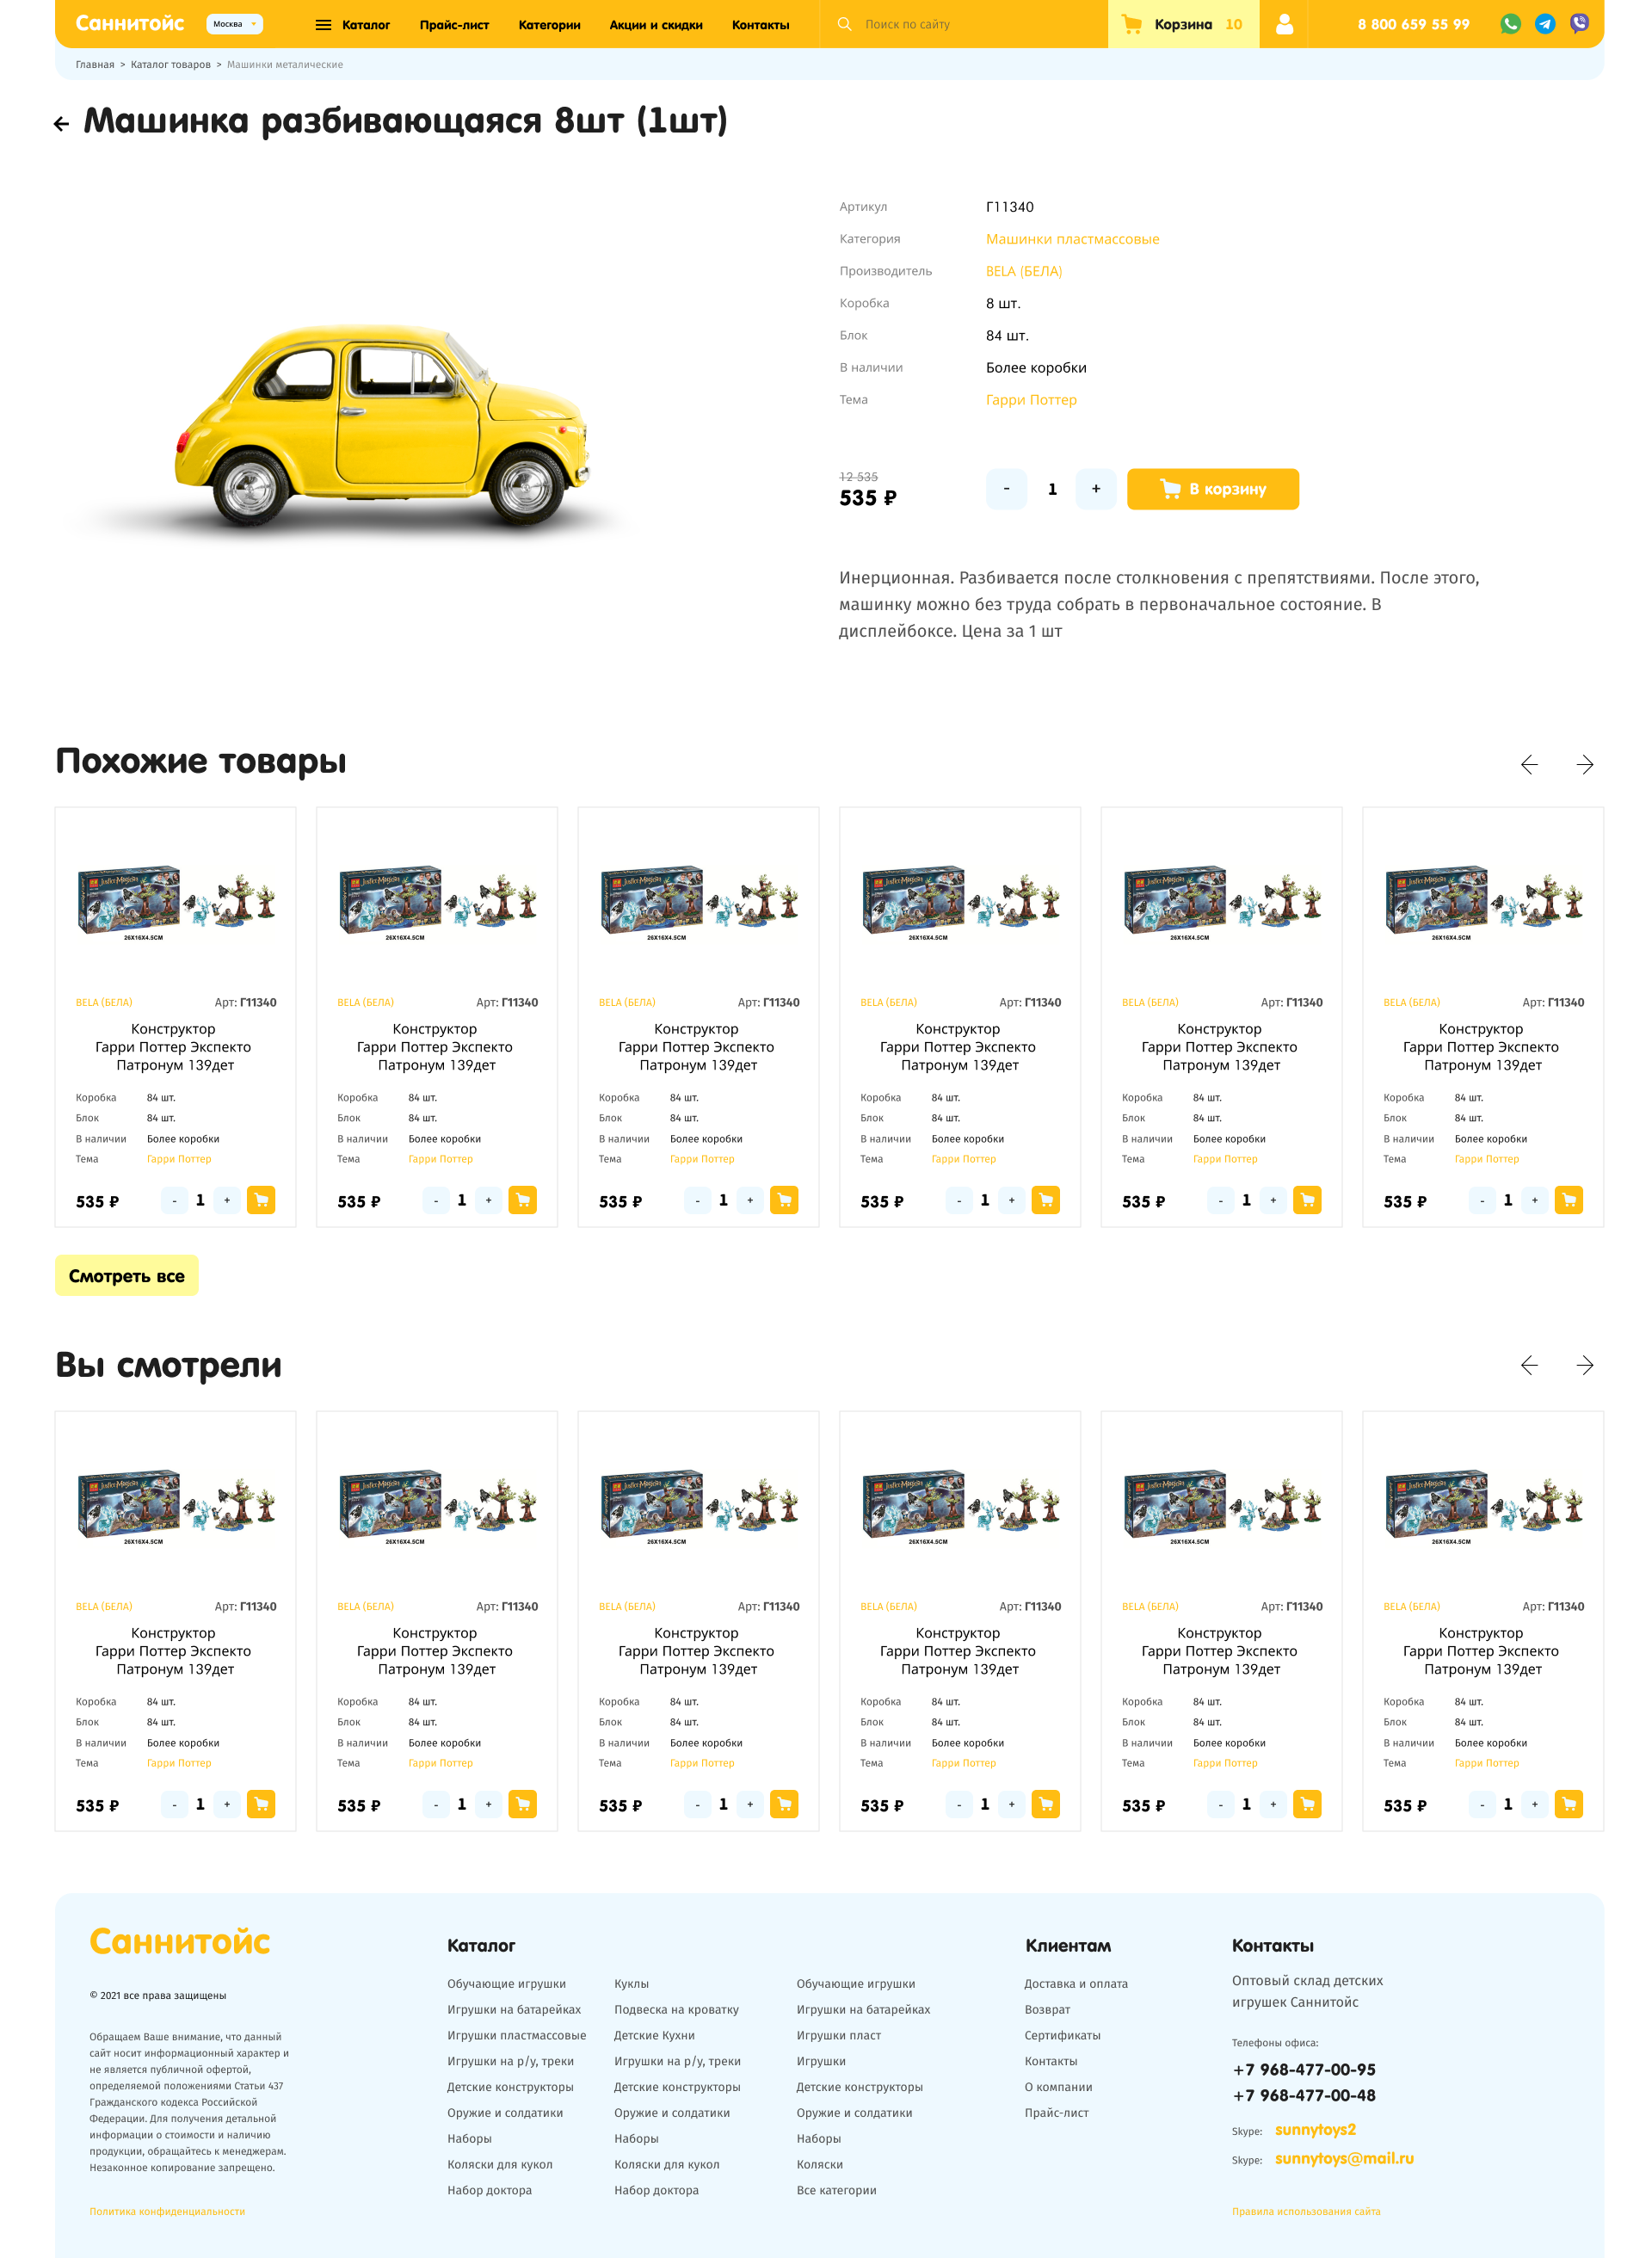 Саннитойс Москва Каталог Прайс-лист Категории Акции и скидки Контакты Поиск по сайту Корзина 10 8 800 659 55 99
Главная > Каталог товаров > Машинки металические
Машинка разбивающаяся 8шт (1шт)
Артикул Г11340
Категория Машинки пластмассовые
Производитель BELA (БЕЛА)
Коробка 8 шт.
Блок 84 шт.
В наличии Более коробки
Тема Гарри Поттер
12 535
535 ₽ - 1 + В корзину
Инерционная. Разбивается после столкновения с препятствиями. После этого,
машинку можно без труда собрать в первоначальное состояние. В
дисплейбоксе. Цена за 1 шт
Похожие товары
26X16X4.5CM 26X16X4.5CM 26X16X4.5CM 26X16X4.5CM 26X16X4.5CM 26X16X4.5CM
BELA (БЕЛА) Арт: Г11340 BELA (БЕЛА) Арт: Г11340 BELA (БЕЛА) Арт: Г11340 BELA (БЕЛА) Арт: Г11340 BELA (БЕЛА) Арт: Г11340 BELA (БЕЛА) Арт: Г11340
Конструктор Конструктор Конструктор Конструктор Конструктор Конструктор
Гарри Поттер Экспекто Гарри Поттер Экспекто Гарри Поттер Экспекто Гарри Поттер Экспекто Гарри Поттер Экспекто Гарри Поттер Экспекто
Патронум 139дет Патронум 139дет Патронум 139дет Патронум 139дет Патронум 139дет Патронум 139дет
Коробка 84 шт. Коробка 84 шт. Коробка 84 шт. Коробка 84 шт. Коробка 84 шт. Коробка 84 шт.
Блок 84 шт. Блок 84 шт. Блок 84 шт. Блок 84 шт. Блок 84 шт. Блок 84 шт.
В наличии Более коробки В наличии Более коробки В наличии Более коробки В наличии Более коробки В наличии Более коробки В наличии Более коробки
Тема Гарри Поттер Тема Гарри Поттер Тема Гарри Поттер Тема Гарри Поттер Тема Гарри Поттер Тема Гарри Поттер
535 ₽ - 1 + 535 ₽ - 1 + 535 ₽ - 1 + 535 ₽ - 1 + 535 ₽ - 1 + 535 ₽ - 1 +
Смотреть все
Вы смотрели
26X16X4.5CM 26X16X4.5CM 26X16X4.5CM 26X16X4.5CM 26X16X4.5CM 26X16X4.5CM
BELA (БЕЛА) Арт: Г11340 BELA (БЕЛА) Арт: Г11340 BELA (БЕЛА) Арт: Г11340 BELA (БЕЛА) Арт: Г11340 BELA (БЕЛА) Арт: Г11340 BELA (БЕЛА) Арт: Г11340
Конструктор Конструктор Конструктор Конструктор Конструктор Конструктор
Гарри Поттер Экспекто Гарри Поттер Экспекто Гарри Поттер Экспекто Гарри Поттер Экспекто Гарри Поттер Экспекто Гарри Поттер Экспекто
Патронум 139дет Патронум 139дет Патронум 139дет Патронум 139дет Патронум 139дет Патронум 139дет
Коробка 84 шт. Коробка 84 шт. Коробка 84 шт. Коробка 84 шт. Коробка 84 шт. Коробка 84 шт.
Блок 84 шт. Блок 84 шт. Блок 84 шт. Блок 84 шт. Блок 84 шт. Блок 84 шт.
В наличии Более коробки В наличии Более коробки В наличии Более коробки В наличии Более коробки В наличии Более коробки В наличии Более коробки
Тема Гарри Поттер Тема Гарри Поттер Тема Гарри Поттер Тема Гарри Поттер Тема Гарри Поттер Тема Гарри Поттер
535 ₽ - 1 + 535 ₽ - 1 + 535 ₽ - 1 + 535 ₽ - 1 + 535 ₽ - 1 + 535 ₽ - 1 +
Саннитойс
© 2021 все права защищены
Обращаем Ваше внимание, что данный
сайт носит информационный характер и
не является публичной офертой,
определяемой положениями Статьи 437
Гражданского кодекса Российской
Федерации. Для получения детальной
информации о стоимости и наличию
продукции, обращайтесь к менеджерам.
Незаконное копирование запрещено.
Политика конфиденциальности
Каталог
Обучающие игрушки
Игрушки на батарейках
Игрушки пластмассовые
Игрушки на р/у, треки
Детские конструкторы
Оружие и солдатики
Наборы
Коляски для кукол
Набор доктора
Куклы
Подвеска на кроватку
Детские Кухни
Игрушки на р/у, треки
Детские конструкторы
Оружие и солдатики
Наборы
Коляски для кукол
Набор доктора
Обучающие игрушки
Игрушки на батарейках
Игрушки пласт
Игрушки
Детские конструкторы
Оружие и солдатики
Наборы
Коляски
Все категории
Клиентам
Доставка и оплата
Возврат
Сертификаты
Контакты
О компании
Прайс-лист
Контакты
Оптовый склад детских
игрушек Саннитойс
Телефоны офиса:
+7 968-477-00-95
+7 968-477-00-48
Skype: sunnytoys2
Skype: sunnytoys@mail.ru
Правила использования сайта